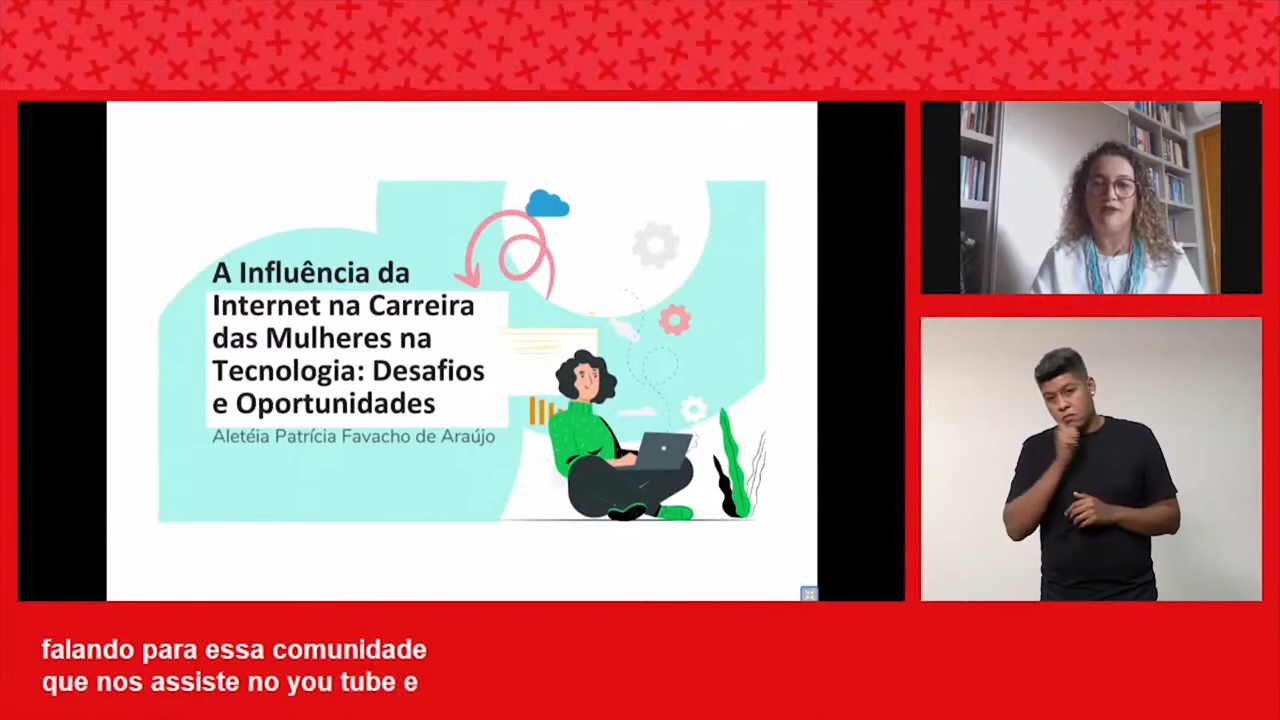 A Influência da
Internet na Carreira
das Mulheres na
Tecnologia: Desafios
e Oportunidades
Aletéia Patrícia Favacho de Araújo
falando para essa comunidade
que nos assiste no you tube e